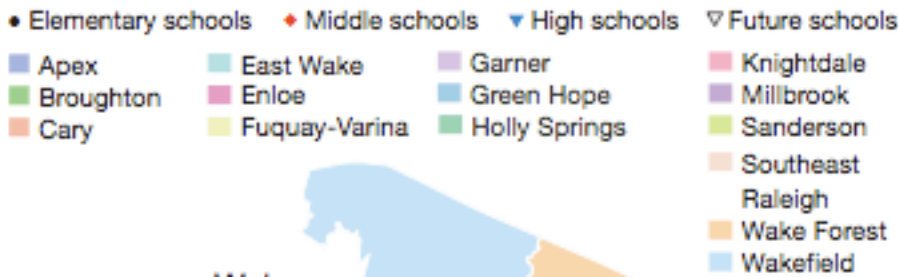 Elementary schools Middle schools High schools Future schools
Apex East Wake Garner Knightdale
Broughton Enloe Green Hope Millbrook
Cary Fuquay-Varina Holly Springs Sanderson
Southeast
Raleigh
Wake Forest
Wakefield